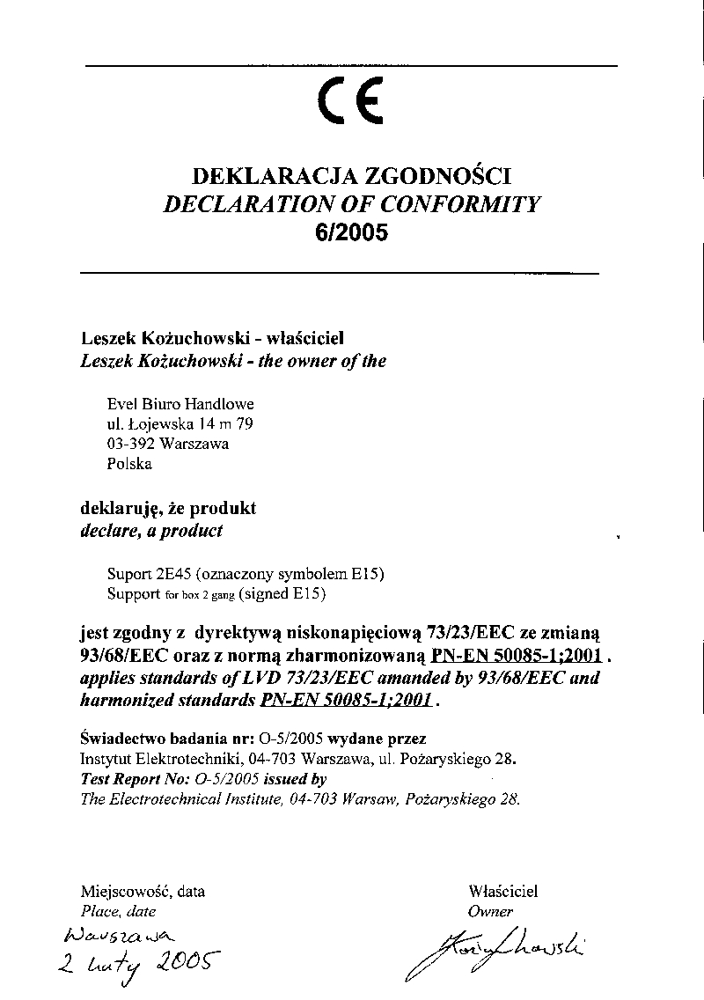 CE
DEKLARACJA ZGODNOŚCI
DECLARATION OF CONFORMITY
6/2005
Leszek Kożuchowski - właściciel
Leszek Kożuchowski - the owner of the
Evel Biuro Handlowe
ul. Łojewska 14 m 79
03-392 Warszawa
Polska
deklaruję, że produkt
declare, a product
Suport 2E45 (oznaczony symbolem E15)
Support for box 2 gang (signed E15)
jest zgodny z dyrektywą niskonapięciową 73/23/EEC ze zmianą
93/68/EEC oraz z normą zharmonizowaną PN-EN 50085-1;2001 .
applies standards of LVD 73/23/EEC amanded by 93/68/EEC and
harmonized standards PN-EN 50085-1;2001 .
Świadectwo badania nr: O-5/2005 wydane przez
Instytut Elektrotechniki, 04-703 Warszawa, ul. Pożaryskiego 28.
Test Report No: O-5/2005 issued by
The Electrotechnical Institute, 04-703 Warsaw, Pożaryskiego 28.
Miejscowość, data
Właściciel
Place, date
Owner
Warszawa
2 luty 2005
Kożuchowski